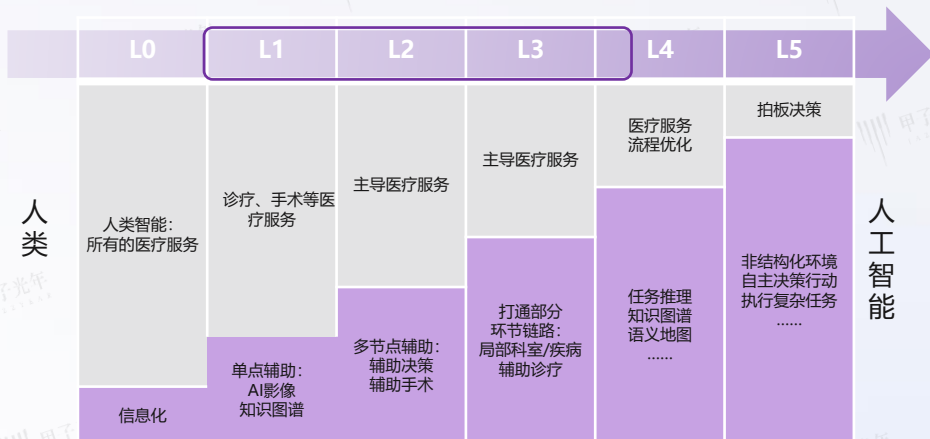 L0
L1
L2
L3
L4
L5
人类
人类智能：
所有的医疗服务
信息化
诊疗、手术等医
疗服务
单点辅助：
AI影像
知识图谱
主导医疗服务
多节点辅助：
辅助决策
辅助手术
主导医疗服务
打通部分
环节链路：
局部科室/疾病
辅助诊疗
医疗服务
流程优化
任务推理
知识图谱
语义地图
……
拍板决策
非结构化环境
自主决策行动
执行复杂任务
……
人工智能